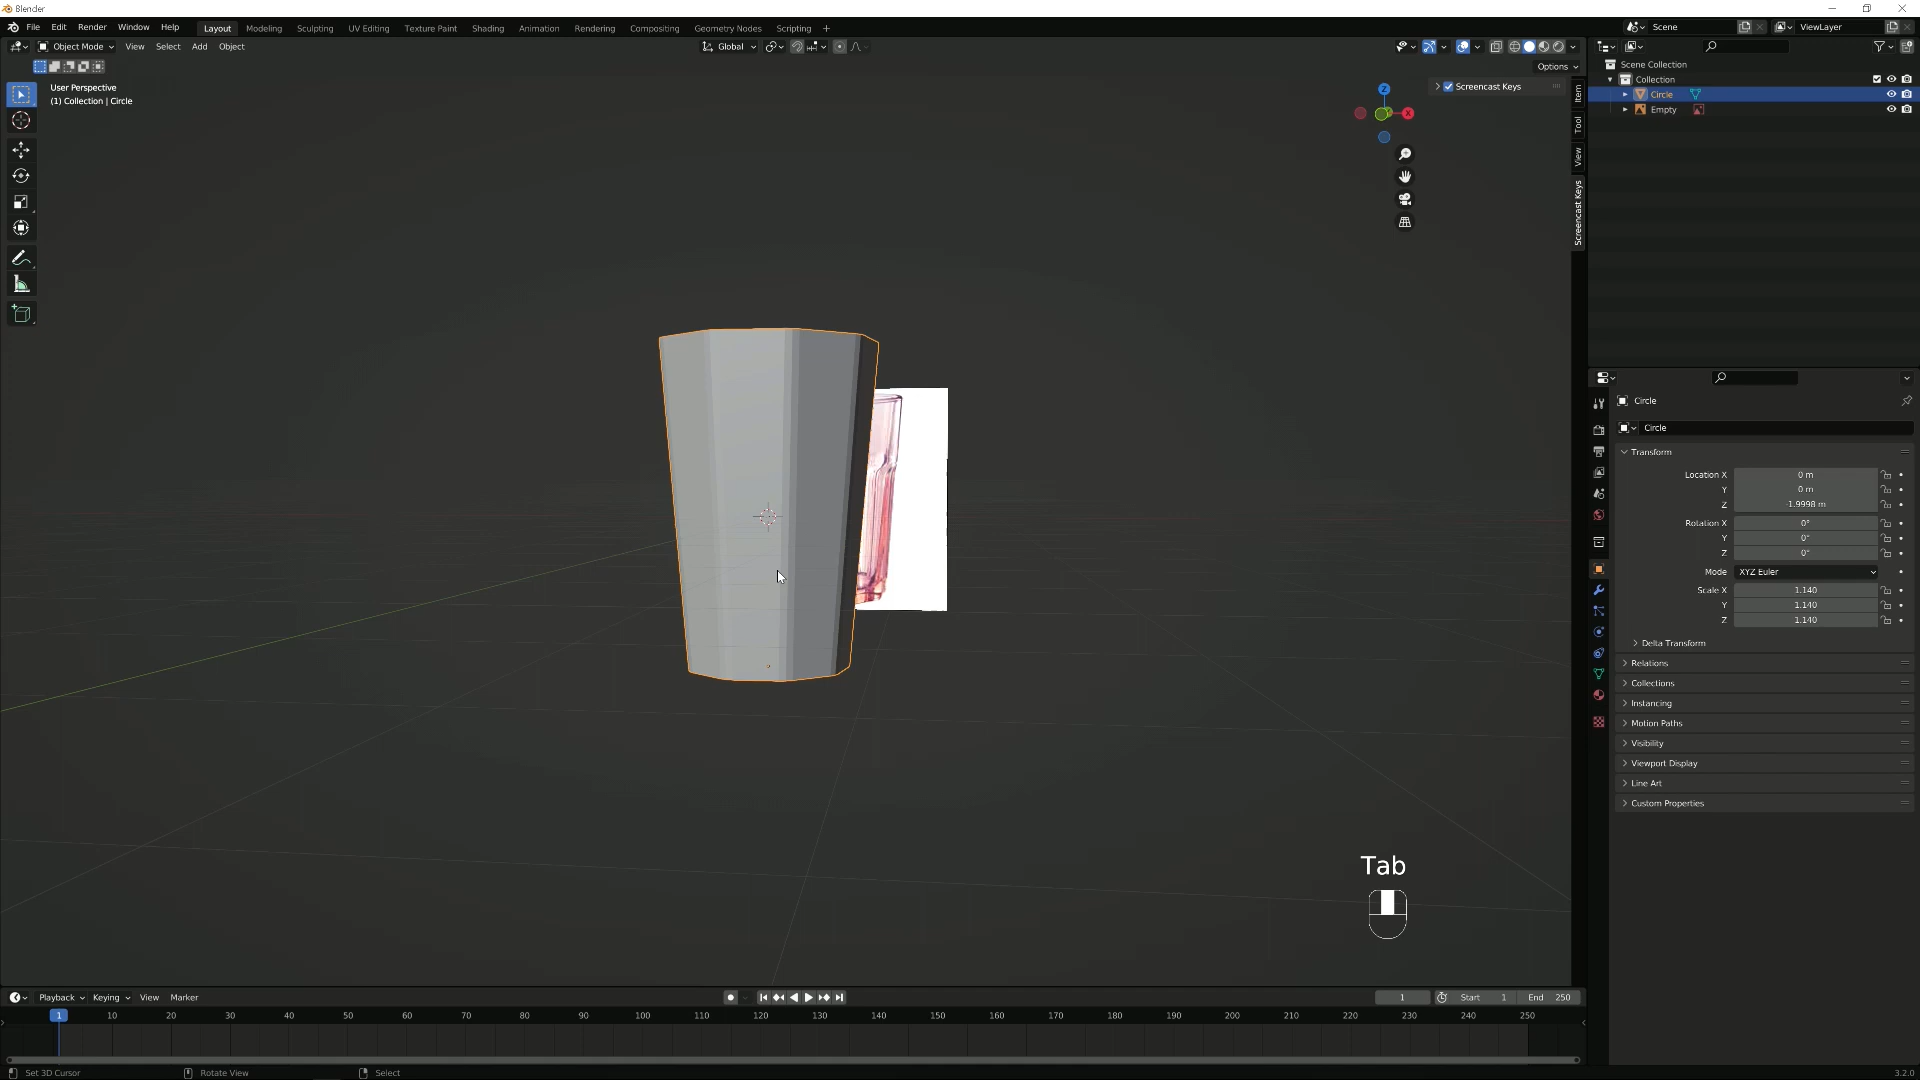 Blender
File Edit Render Window Help Layout Modeling Sculpting UV Editing Texture Paint Shading Animation Rendering Compositing Geometry Nodes Scripting + Scene ViewLayer
Object Mode View Select Add Object Global
Options
User Perspective
(1) Collection | Circle
Screencast Keys
Z
X
Item
Tool
View
Screencast Keys
Scene Collection
Collection
Circle
Empty
Circle
Circle
Transform
Location X 0 m
Y 0 m
Z -1.9998 m
Rotation X 0°
Y 0°
Z 0°
Mode XYZ Euler
Scale X 1.140
Y 1.140
Z 1.140
Delta Transform
Relations
Collections
Instancing
Motion Paths
Visibility
Viewport Display
Line Art
Custom Properties
Tab
Playback Keying View Marker 1 Start 1 End 250
1 10 20 30 40 50 60 70 80 90 100 110 120 130 140 150 160 170 180 190 200 210 220 230 240 250
Set 3D Cursor Rotate View Select 3.2.0